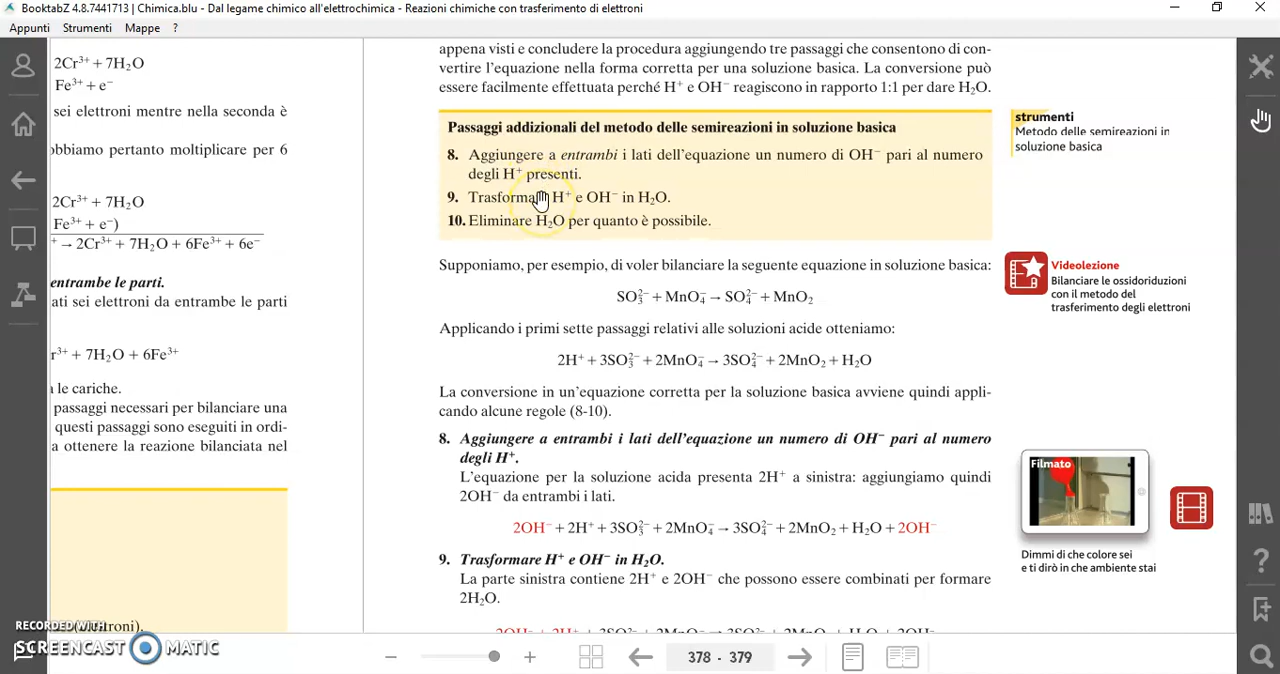 BooktabZ 4.8.7441713 | Chimica.blu - Dal legame chimico all'elettrochimica - Reazioni chimiche con trasferimento di elettroni
Appunti Strumenti Mappe ?
2Cr³⁺ + 7H₂O
Fe³⁺ + e⁻
sei elettroni mentre nella seconda è
obbiamo pertanto moltiplicare per 6
2Cr³⁺ + 7H₂O
Fe³⁺ + e⁻)
⁺ → 2Cr³⁺ + 7H₂O + 6Fe³⁺ + 6e⁻
entrambe le parti.
ati sei elettroni da entrambe le parti
r³⁺ + 7H₂O + 6Fe³⁺
a le cariche.
passaggi necessari per bilanciare una
questi passaggi sono eseguiti in ordi-
a ottenere la reazione bilanciata nel
(elettroni).
RECORDED WITH
SCREENCAST MATIC
appena visti e concludere la procedura aggiungendo tre passaggi che consentono di con-
vertire l'equazione nella forma corretta per una soluzione basica. La conversione può
essere facilmente effettuata perché H⁺ e OH⁻ reagiscono in rapporto 1:1 per dare H₂O.
Passaggi addizionali del metodo delle semireazioni in soluzione basica
8. Aggiungere a entrambi i lati dell'equazione un numero di OH⁻ pari al numero
degli H⁺ presenti.
9. Trasformare H⁺ e OH⁻ in H₂O.
10. Eliminare H₂O per quanto è possibile.
Supponiamo, per esempio, di voler bilanciare la seguente equazione in soluzione basica:
SO₃²⁻ + MnO₄⁻ → SO₄²⁻ + MnO₂
Applicando i primi sette passaggi relativi alle soluzioni acide otteniamo:
2H⁺ + 3SO₃²⁻ + 2MnO₄⁻ → 3SO₄²⁻ + 2MnO₂ + H₂O
La conversione in un'equazione corretta per la soluzione basica avviene quindi appli-
cando alcune regole (8-10).
8. Aggiungere a entrambi i lati dell'equazione un numero di OH⁻ pari al numero
degli H⁺.
L'equazione per la soluzione acida presenta 2H⁺ a sinistra: aggiungiamo quindi
2OH⁻ da entrambi i lati.
2OH⁻ + 2H⁺ + 3SO₃²⁻ + 2MnO₄⁻ → 3SO₄²⁻ + 2MnO₂ + H₂O + 2OH⁻
9. Trasformare H⁺ e OH⁻ in H₂O.
La parte sinistra contiene 2H⁺ e 2OH⁻ che possono essere combinati per formare
2H₂O.
2OH⁻ + 2H⁺ + 3SO₃²⁻ + 2MnO₄⁻ → 3SO₄²⁻ + 2MnO₂ + H₂O + 2OH⁻
strumenti
Metodo delle semireazioni in
soluzione basica
Videolezione
Bilanciare le ossidoriduzioni
con il metodo del
trasferimento degli elettroni
Filmato
Dimmi di che colore sei
e ti dirò in che ambiente stai
378 - 379